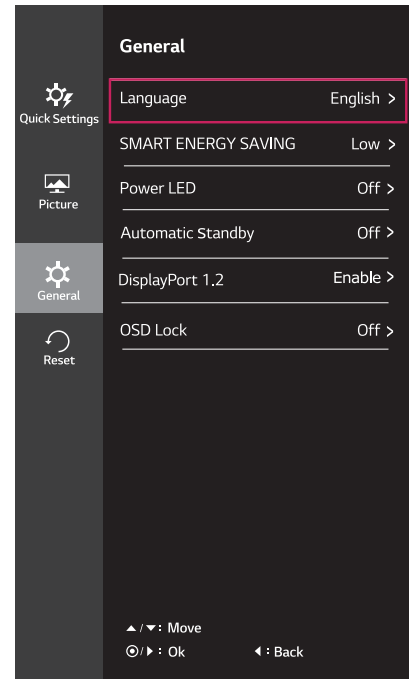 General
Quick Settings
Picture
General
Reset
Language English >
SMART ENERGY SAVING Low >
Power LED Off >
Automatic Standby Off >
DisplayPort 1.2 Enable >
OSD Lock Off >
▲/▼: Move
◉/▶: Ok ◀: Back